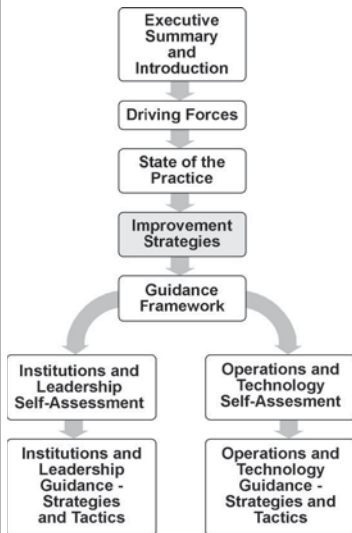 Executive
Summary
and
Introduction
Driving Forces
State of the
Practice
Improvement
Strategies
Guidance
Framework
Institutions and
Leadership
Self-Assessment
Operations and
Technology
Self-Assesment
Institutions and
Leadership
Guidance -
Strategies
and Tactics
Operations and
Technology
Guidance -
Strategies and
Tactics